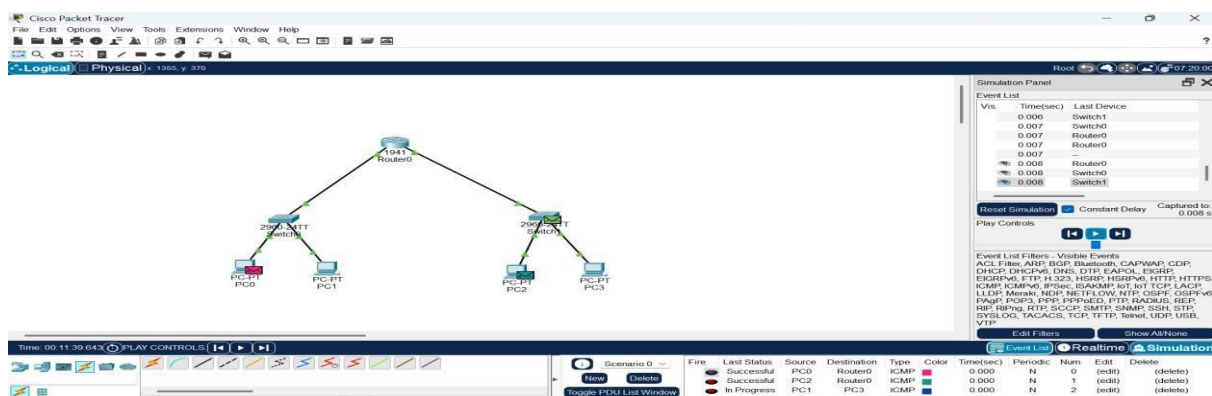 Cisco Packet Tracer
File Edit Options View Tools Extensions Window Help
?
Logical Physical x: 1355, y: 370
Root 07:20:00
Simulation Panel
Event List
Vis. Time(sec) Last Device
0.006 Switch1
0.007 Switch0
0.007 Router0
0.007 Router0
0.007 --
0.008 Router0
0.008 Switch0
0.008 Switch1
Reset Simulation Constant Delay Captured to:
0.008 s
Play Controls
Event List Filters - Visible Events
ACL Filter, ARP, BGP, Bluetooth, CAPWAP, CDP,
DHCP, DHCPv6, DNS, DTP, EAPOL, EIGRP,
EIGRPv6, FTP, H.323, HSRP, HSRPv6, HTTP, HTTPS,
ICMP, ICMPv6, IPSec, ISAKMP, IoT, IoT TCP, LACP,
LLDP, Meraki, NDP, NETFLOW, NTP, OSPF, OSPFv6,
PAgP, POP3, PPP, PPPoED, PTP, RADIUS, REP,
RIP, RIPng, RTP, SCCP, SMTP, SNMP, SSH, STP,
SYSLOG, TACACS, TCP, TFTP, Telnet, UDP, USB,
VTP
Edit Filters Show All/None
1941
Router0
2960-24TT
Switch0
2960-24TT
Switch1
PC-PT
PC0
PC-PT
PC1
PC-PT
PC2
PC-PT
PC3
Time: 00:11:39.643 PLAY CONTROLS:
Event List Realtime Simulation
Scenario 0
New Delete
Toggle PDU List Window
Fire Last Status Source Destination Type Color Time(sec) Periodic Num Edit Delete
Successful PC0 Router0 ICMP 0.000 N 0 (edit) (delete)
Successful PC2 Router0 ICMP 0.000 N 1 (edit) (delete)
In Progress PC1 PC3 ICMP 0.000 N 2 (edit) (delete)